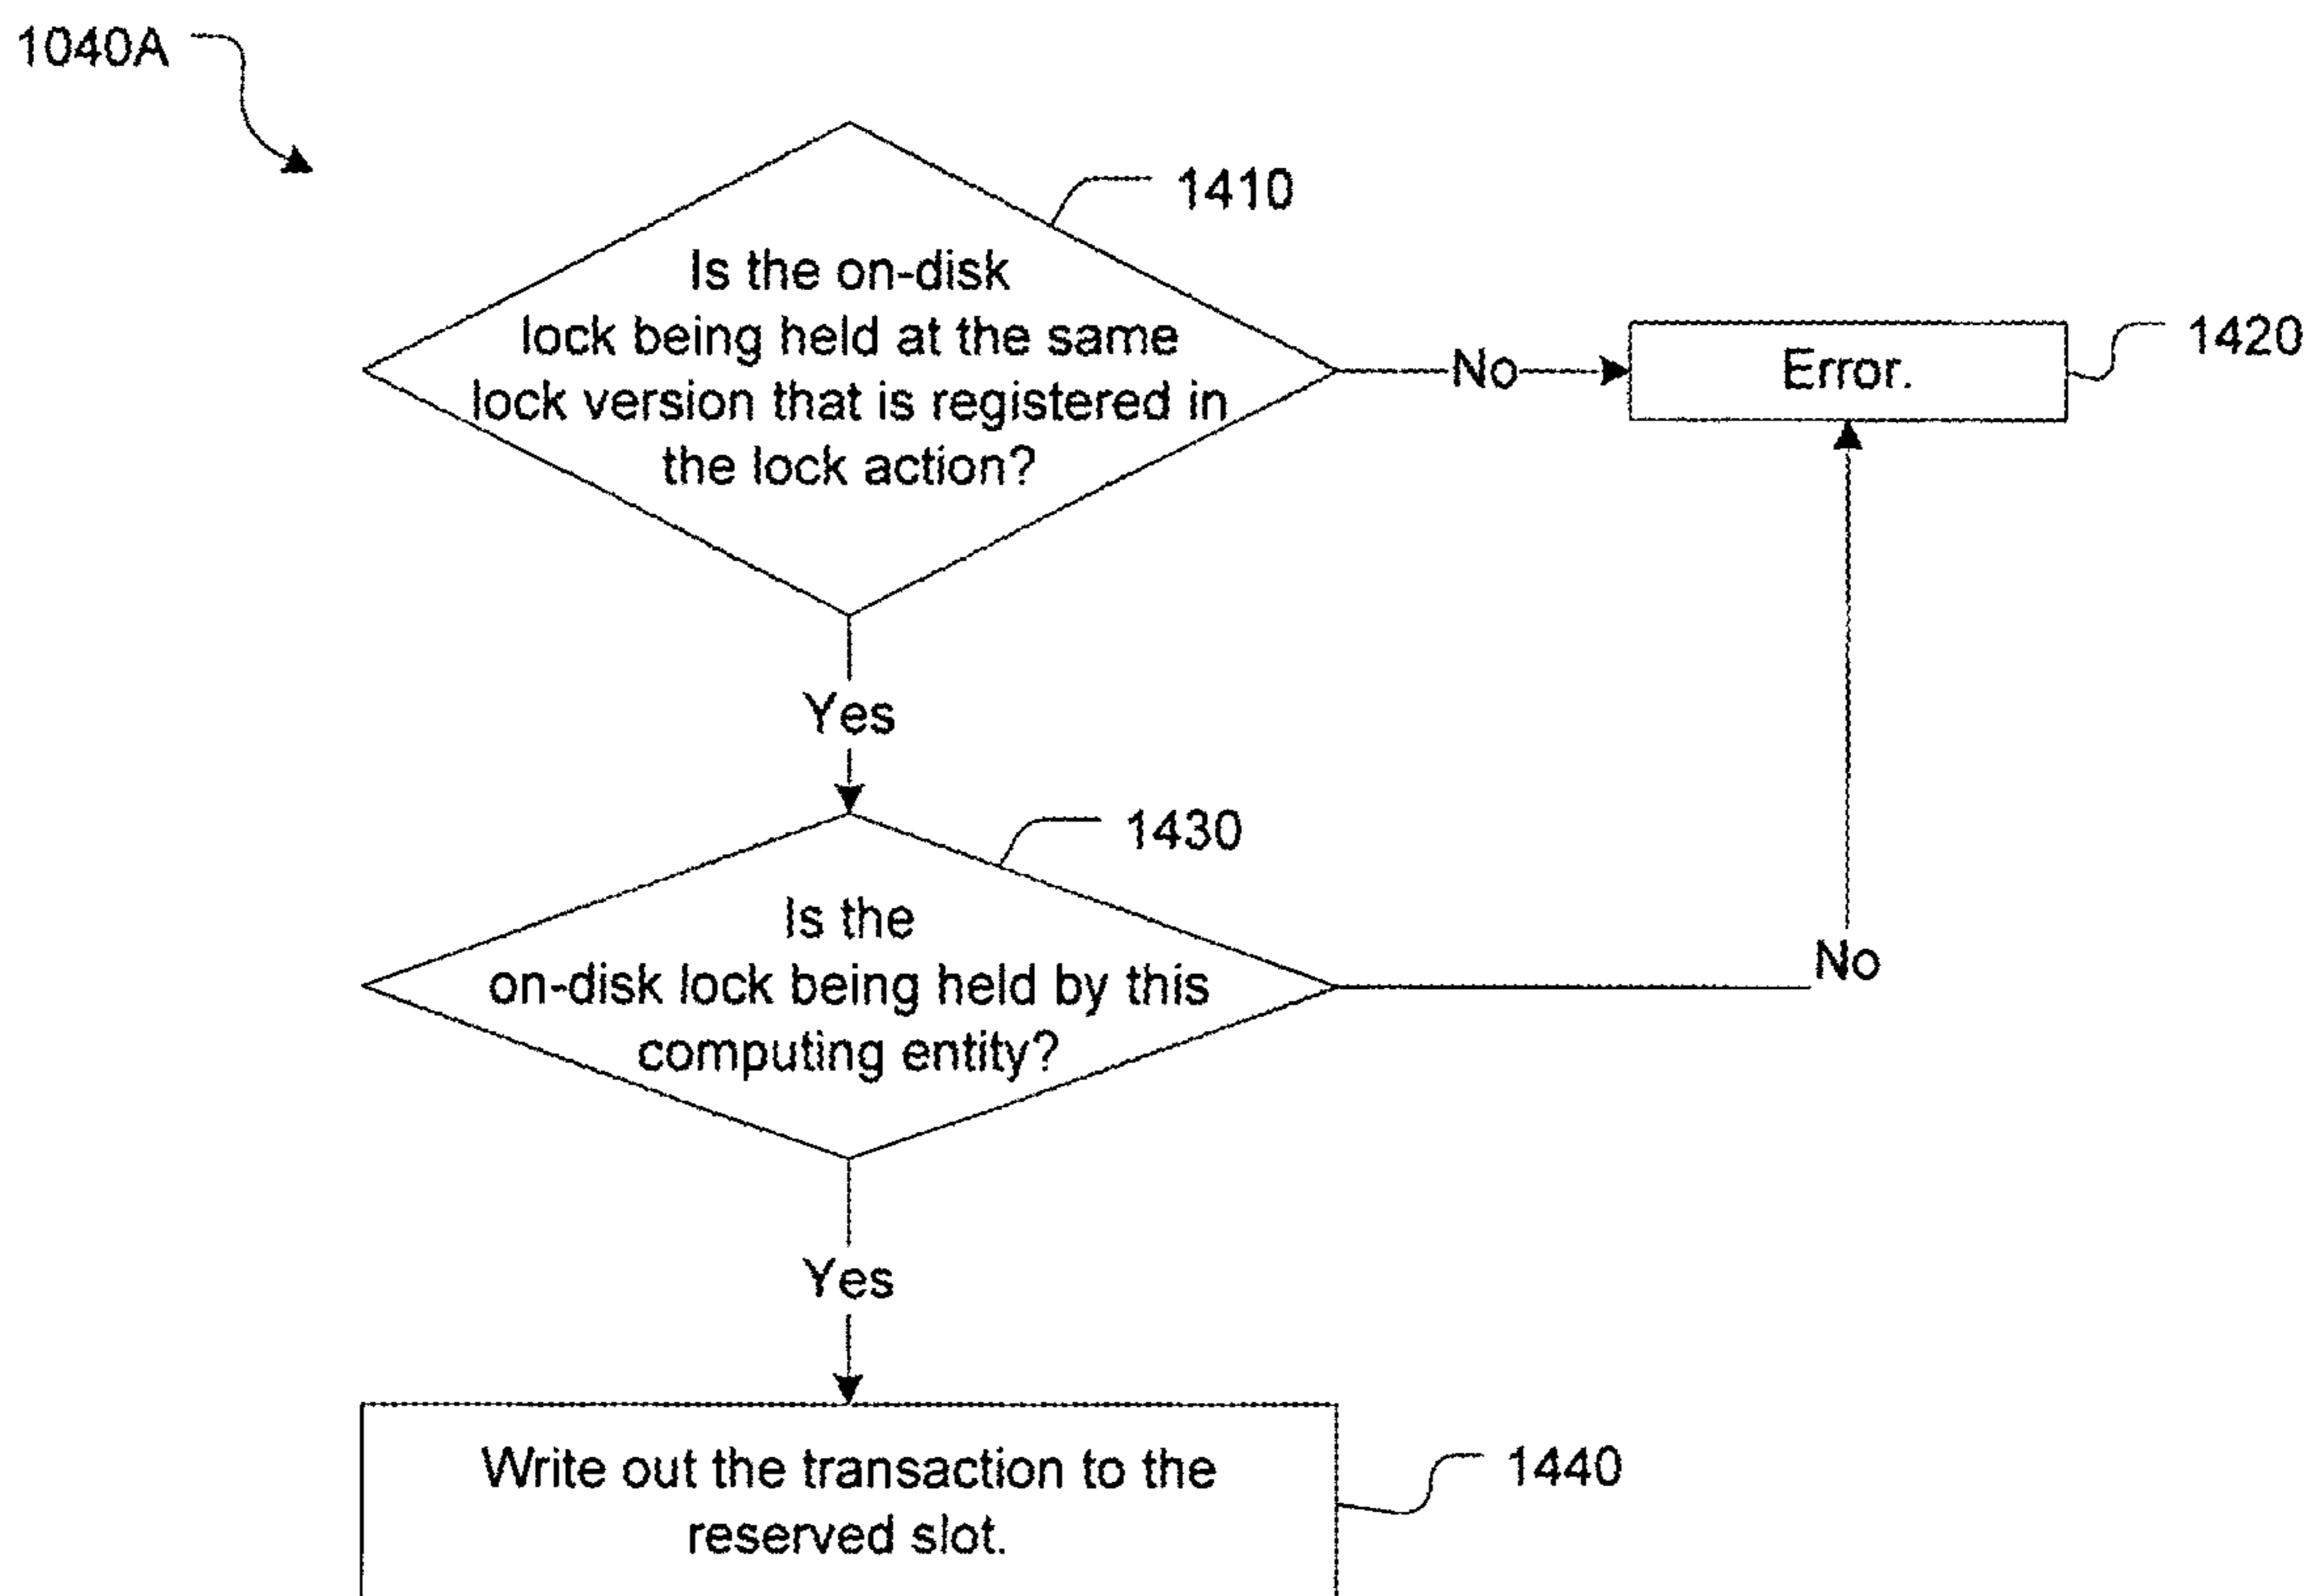 1040A
1410
Is the on-disk
lock being held at the same
lock version that is registered in
the lock action?
No
Error.
1420
Yes
1430
Is the
on-disk lock being held by this
computing entity?
No
Yes
Write out the transaction to the
reserved slot.
1440